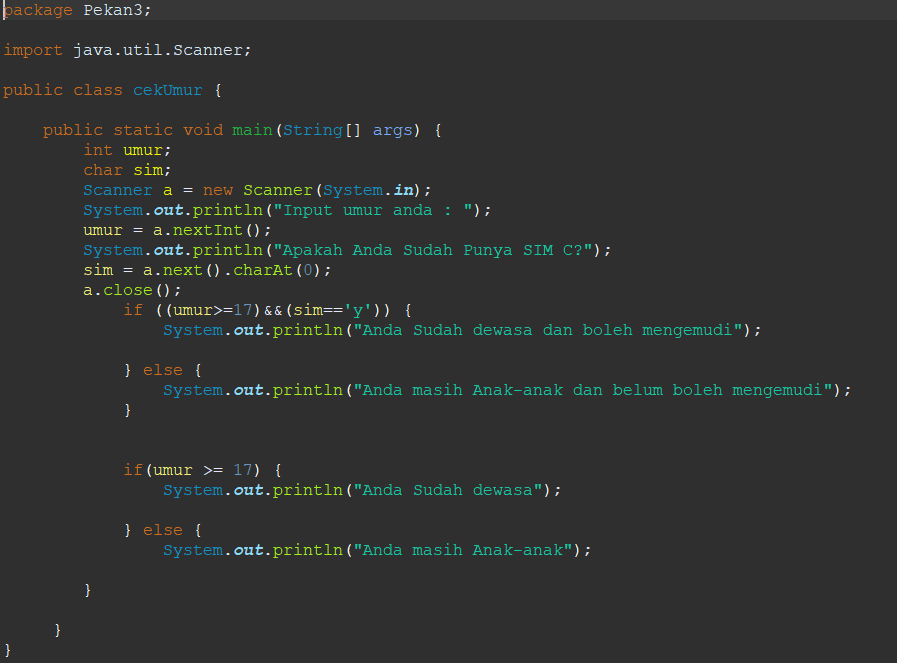 package Pekan3;
import java.util.Scanner;
public class cekUmur {
public static void main(String[] args) {
int umur;
char sim;
Scanner a = new Scanner(System.in);
System.out.println("Input umur anda : ");
umur = a.nextInt();
System.out.println("Apakah Anda Sudah Punya SIM C?");
sim = a.next().charAt(0);
a.close();
if ((umur>=17)&&(sim=='y')) {
System.out.println("Anda Sudah dewasa dan boleh mengemudi");
} else {
System.out.println("Anda masih Anak-anak dan belum boleh mengemudi");
}
if(umur >= 17) {
System.out.println("Anda Sudah dewasa");
} else {
System.out.println("Anda masih Anak-anak");
}
}
}